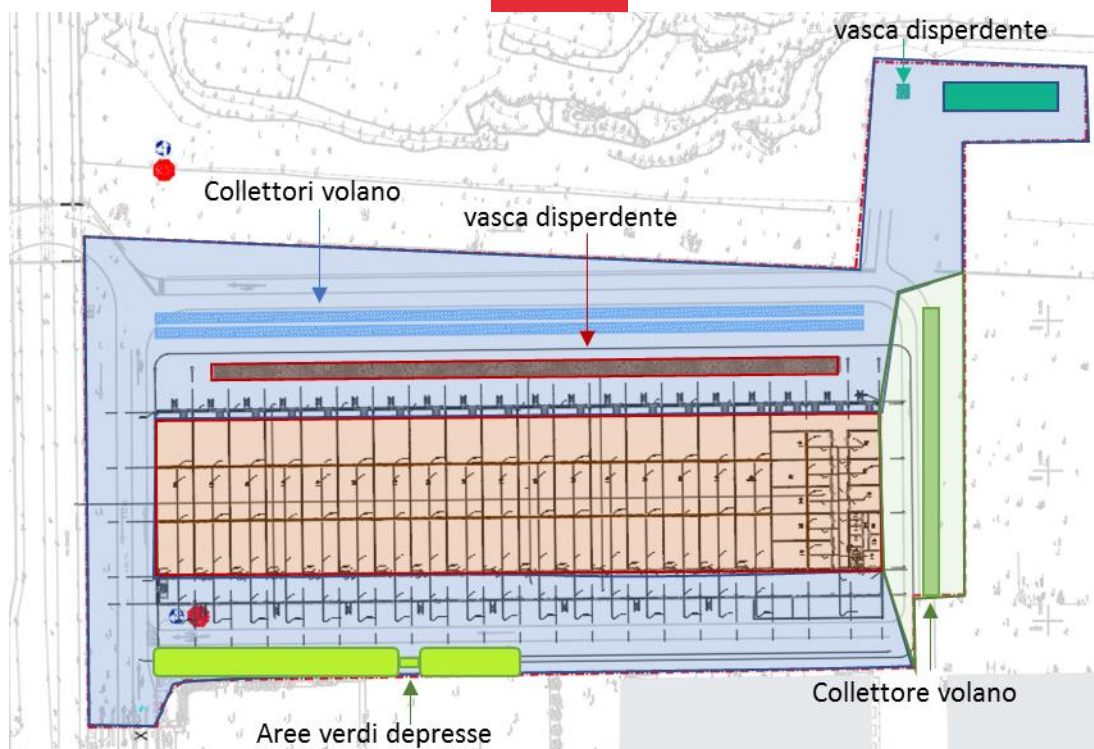 vasca disperdente
Collettori volano
vasca disperdente
Collettore volano
Aree verdi depresse